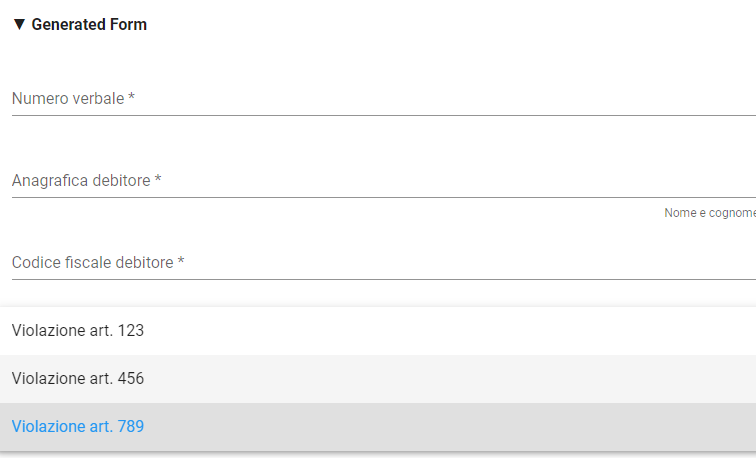 ▼ Generated Form
Numero verbale *
Anagrafica debitore *
Nome e cognome
Codice fiscale debitore *
Violazione art. 123
Violazione art. 456
Violazione art. 789